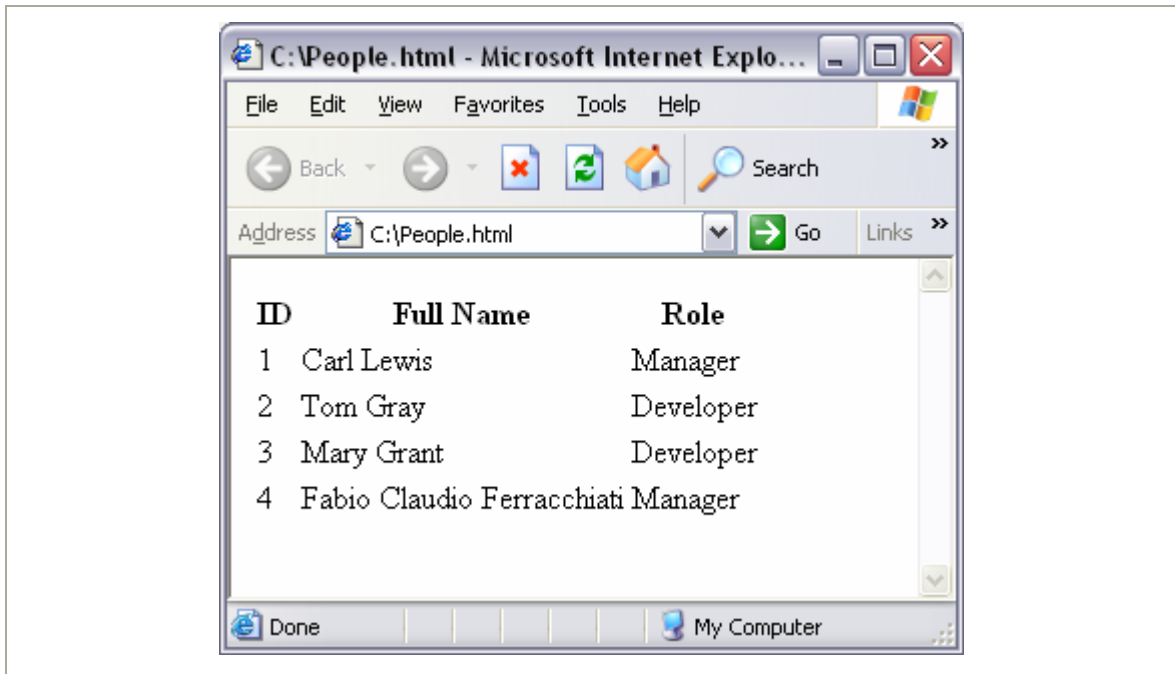 C:\People.html - Microsoft Internet Explo...
File Edit View Favorites Tools Help
Back Search »
Address C:\People.html Go Links »
ID Full Name Role
1 Carl Lewis Manager
2 Tom Gray Developer
3 Mary Grant Developer
4 Fabio Claudio Ferracchiati Manager
Done My Computer